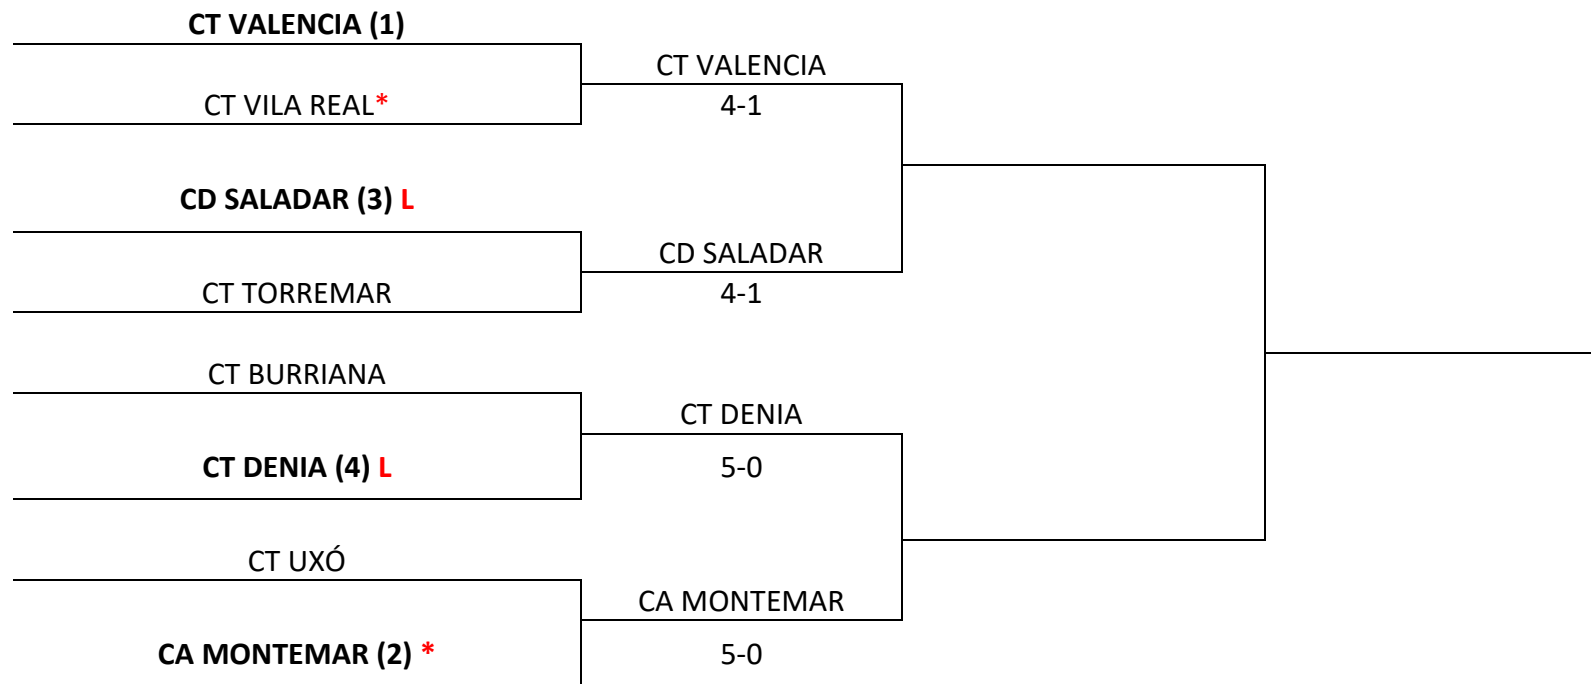 CT VALENCIA (1)
CT VALENCIA
CT VILA REAL*
4-1
CD SALADAR (3) L
CD SALADAR
CT TORREMAR
4-1
CT BURRIANA
CT DENIA
CT DENIA (4) L
5-0
CT UXÓ
CA MONTEMAR
CA MONTEMAR (2) *
5-0